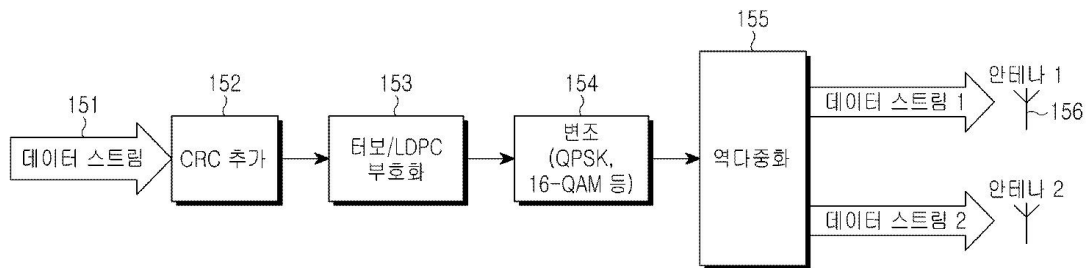 155
152
153
154
151
안테나 1
데이터 스트림 1
156
데이터 스트림
CRC 추가
터보/LDPC
부호화
변조
(QPSK,
16-QAM 등)
역다중화
안테나 2
데이터 스트림 2